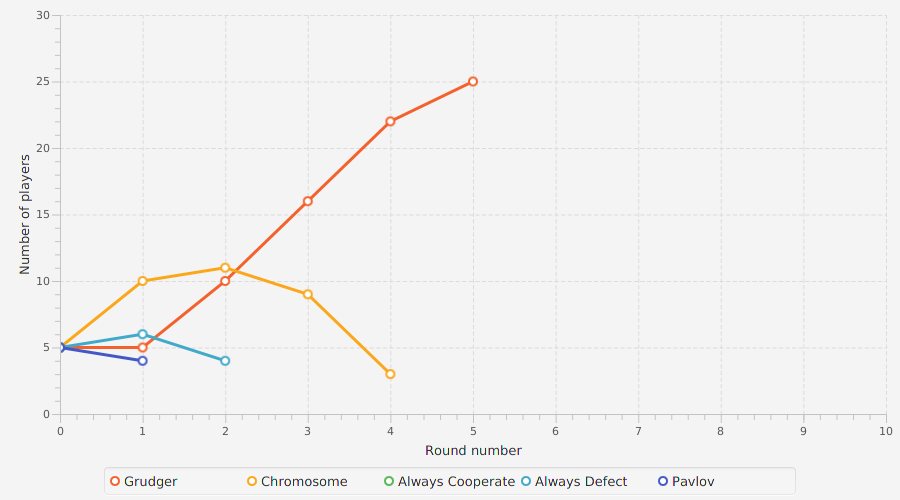 30
25
20
15
10
5
0
Number of players
0 1 2 3 4 5 6 7 8 9 10
Round number
Grudger Chromosome Always Cooperate Always Defect Pavlov